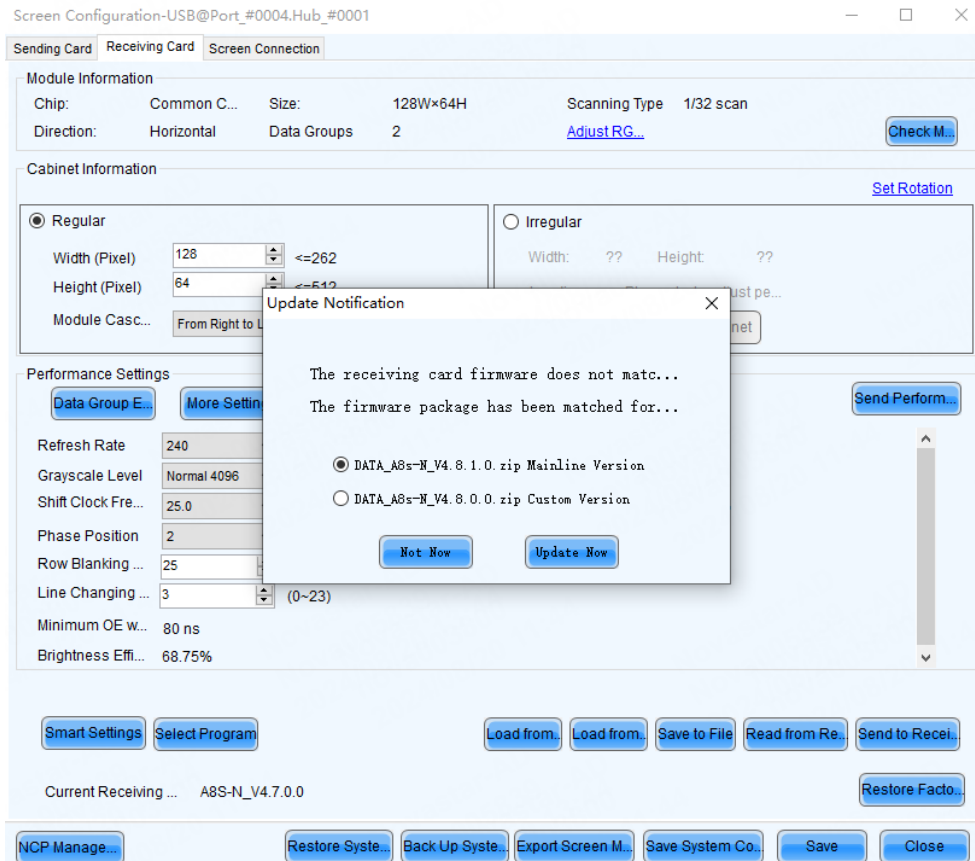 Screen Configuration-USB@Port_#0004.Hub_#0001
Sending Card Receiving Card Screen Connection
Module Information
Chip: Common C... Size: 128W×64H Scanning Type 1/32 scan
Direction: Horizontal Data Groups 2 Adjust RG... Check M...
Cabinet Information
Set Rotation
Regular
Irregular
Width (Pixel) 128 <=262
Width: ?? Height: ??
Height (Pixel) 64 <=512
Module Casc... From Right to L
Update Notification
The receiving card firmware does not matc...
The firmware package has been matched for...
DATA_A8s-N_V4.8.1.0.zip Mainline Version
DATA_A8s-N_V4.8.0.0.zip Custom Version
Not Now Update Now
Performance Settings
Data Group E... More Settin Send Perform...
Refresh Rate 240
Grayscale Level Normal 4096
Shift Clock Fre... 25.0
Phase Position 2
Row Blanking ... 25
Line Changing ... 3 (0~23)
Minimum OE w... 80 ns
Brightness Effi... 68.75%
Smart Settings Select Program Load from.. Load from.. Save to File Read from Re... Send to Recei...
Current Receiving ... A8S-N_V4.7.0.0 Restore Facto...
NCP Manage... Restore Syste... Back Up Syste... Export Screen M... Save System Co... Save Close